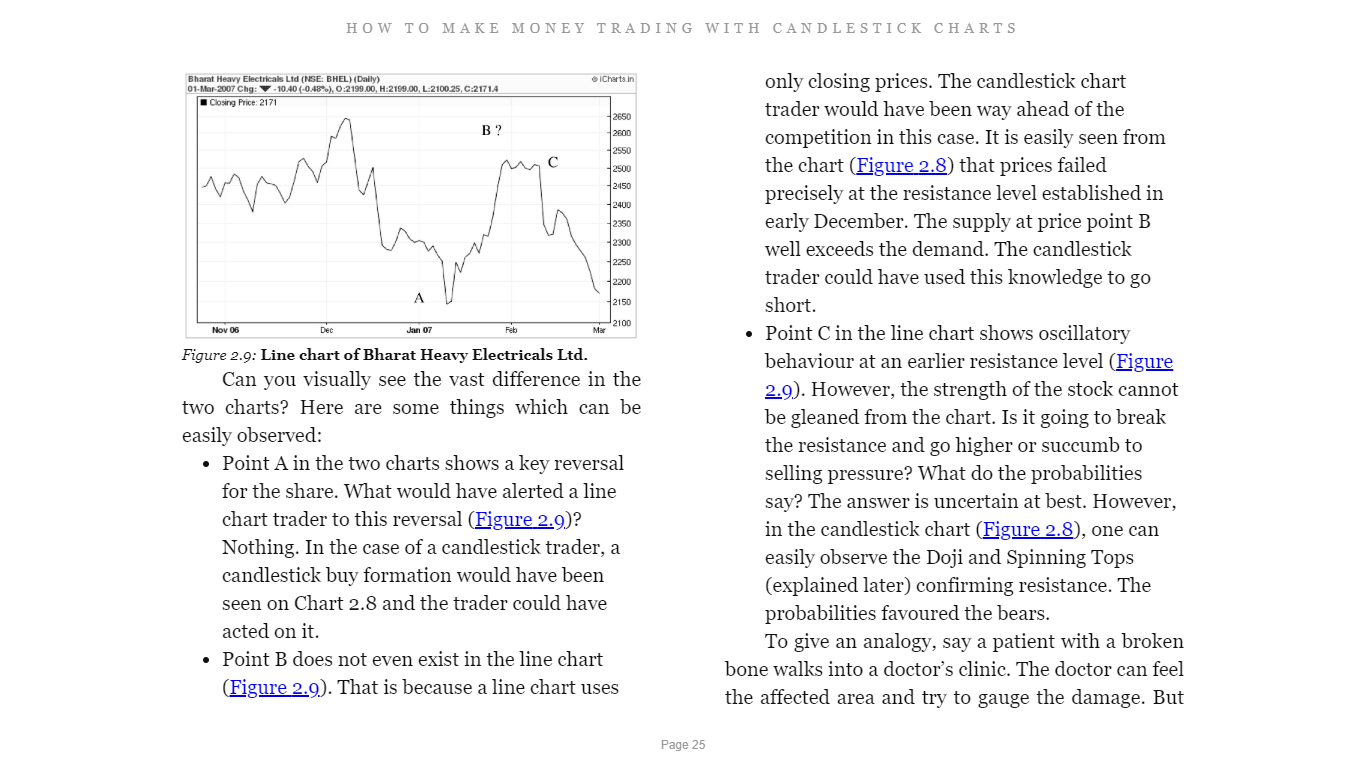 HOW TO MAKE MONEY TRADING WITH CANDLESTICK CHARTS
Bharat Heavy Electricals Ltd (NSE: BHEL) (Daily)
© iCharts.in
01-Mar-2007 Chg: ▼ -10.40 (-0.48%), O:2199.00, H:2199.00, L:2100.25, C:2171.4
■ Closing Price: 2171
B ?
C
A
2650
2600
2550
2500
2450
2400
2350
2300
2250
2200
2150
2100
Nov 06 Dec Jan 07 Feb Mar
Figure 2.9: Line chart of Bharat Heavy Electricals Ltd.
Can you visually see the vast difference in the
two charts? Here are some things which can be
easily observed:
• Point A in the two charts shows a key reversal
for the share. What would have alerted a line
chart trader to this reversal (Figure 2.9)?
Nothing. In the case of a candlestick trader, a
candlestick buy formation would have been
seen on Chart 2.8 and the trader could have
acted on it.
• Point B does not even exist in the line chart
(Figure 2.9). That is because a line chart uses
only closing prices. The candlestick chart
trader would have been way ahead of the
competition in this case. It is easily seen from
the chart (Figure 2.8) that prices failed
precisely at the resistance level established in
early December. The supply at price point B
well exceeds the demand. The candlestick
trader could have used this knowledge to go
short.
• Point C in the line chart shows oscillatory
behaviour at an earlier resistance level (Figure
2.9). However, the strength of the stock cannot
be gleaned from the chart. Is it going to break
the resistance and go higher or succumb to
selling pressure? What do the probabilities
say? The answer is uncertain at best. However,
in the candlestick chart (Figure 2.8), one can
easily observe the Doji and Spinning Tops
(explained later) confirming resistance. The
probabilities favoured the bears.
To give an analogy, say a patient with a broken
bone walks into a doctor's clinic. The doctor can feel
the affected area and try to gauge the damage. But
Page 25